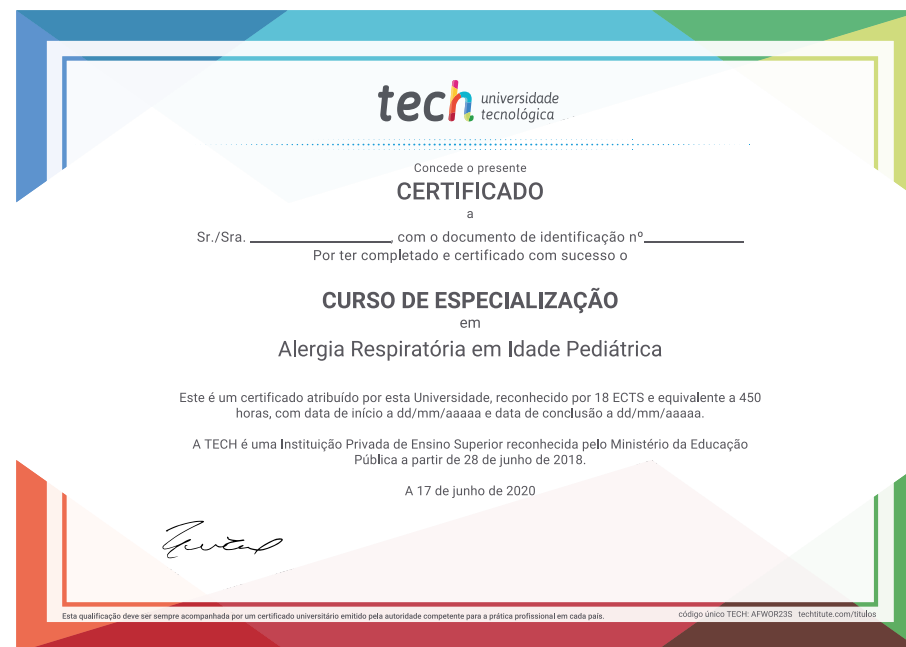 tech universidade
tecnológica
Concede o presente
CERTIFICADO
a
Sr./Sra. ________________, com o documento de identificação nº____________
Por ter completado e certificado com sucesso o
CURSO DE ESPECIALIZAÇÃO
em
Alergia Respiratória em Idade Pediátrica
Este é um certificado atribuído por esta Universidade, reconhecido por 18 ECTS e equivalente a 450
horas, com data de início a dd/mm/aaaaa e data de conclusão a dd/mm/aaaaa.
A TECH é uma Instituição Privada de Ensino Superior reconhecida pelo Ministério da Educação
Pública a partir de 28 de junho de 2018.
A 17 de junho de 2020
Esta qualificação deve ser sempre acompanhada por um certificado universitário emitido pela autoridade competente para a prática profissional em cada país.
código único TECH: AFWOR23S techtitute.com/titulos